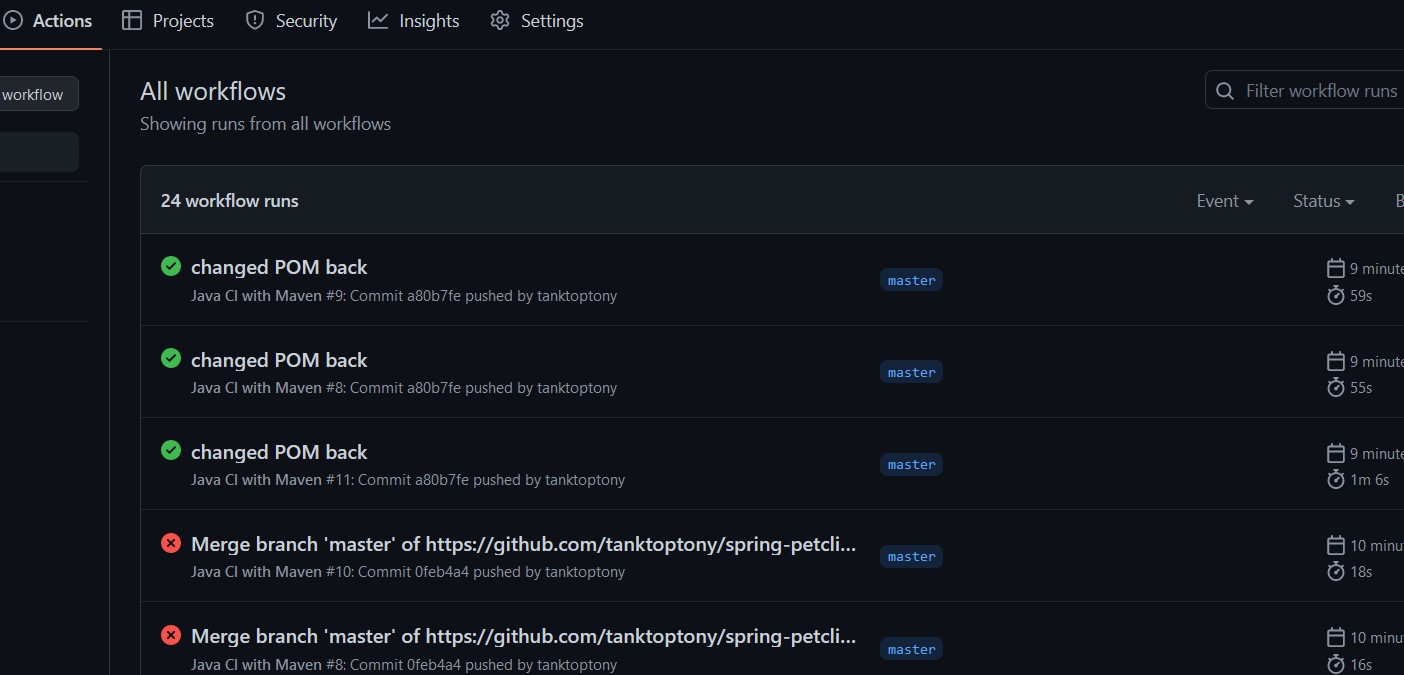 Actions Projects Security Insights Settings
workflow
All workflows
Filter workflow runs
Showing runs from all workflows
24 workflow runs Event Status B
changed POM back
Java CI with Maven #9: Commit a80b7fe pushed by tanktoptony
master
9 minute
59s
changed POM back
Java CI with Maven #8: Commit a80b7fe pushed by tanktoptony
master
9 minute
55s
changed POM back
Java CI with Maven #11: Commit a80b7fe pushed by tanktoptony
master
9 minute
1m 6s
Merge branch 'master' of https://github.com/tanktoptony/spring-petcli...
Java CI with Maven #10: Commit 0feb4a4 pushed by tanktoptony
master
10 minu
18s
Merge branch 'master' of https://github.com/tanktoptony/spring-petcli...
Java CI with Maven #8: Commit 0feb4a4 pushed by tanktoptony
master
10 minu
16s